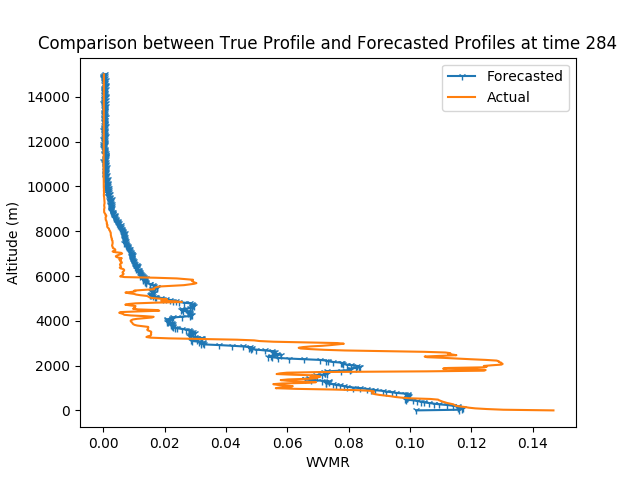 Comparison between True Profile and Forecasted Profiles at time 284
Forecasted
Actual
14000
12000
10000
8000
6000
4000
2000
0
Altitude (m)
0.00 0.02 0.04 0.06 0.08 0.10 0.12 0.14
WVMR